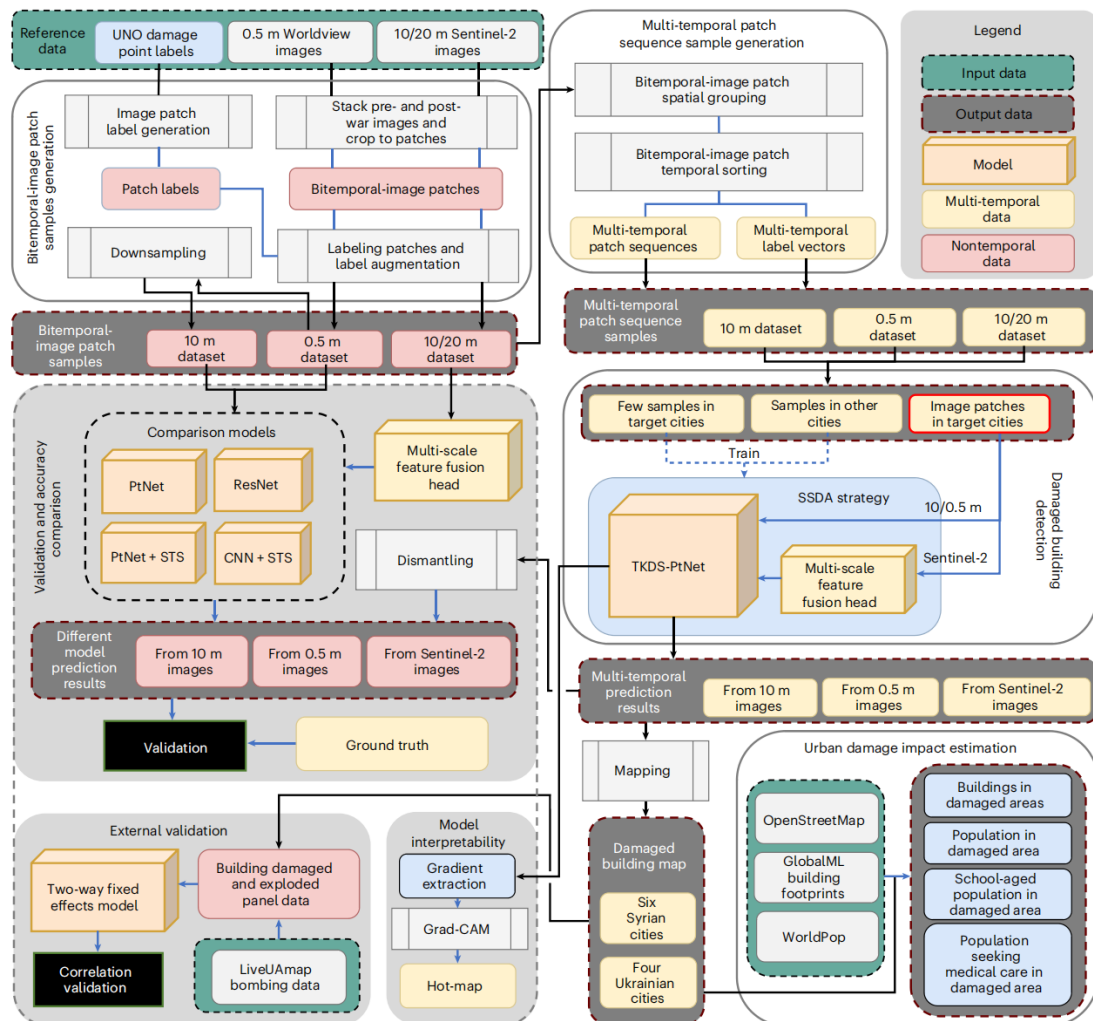 Reference
data
UNO damage
point labels
0.5 m Worldview
images
10/20 m Sentinel-2
images
Bitemporal-image patch
samples generation
Image patch
label generation
Stack pre- and post-
war images and
crop to patches
Patch labels
Bitemporal-image patches
Downsampling
Labeling patches and
label augmentation
Bitemporal-
image patch
samples
10 m
dataset
0.5 m
dataset
10/20 m
dataset
Multi-temporal patch
sequence sample generation
Bitemporal-image patch
spatial grouping
Bitemporal-image patch
temporal sorting
Multi-temporal
patch sequences
Multi-temporal
label vectors
Legend
Input data
Output data
Model
Multi-temporal
data
Nontemporal
data
Multi-temporal
patch sequence
samples
10 m dataset
0.5 m
dataset
10/20 m
dataset
Validation and accuracy
comparison
Comparison models
PtNet
ResNet
PtNet + STS
CNN + STS
Multi-scale
feature fusion
head
Dismantling
Different
model
prediction
results
From 10 m
images
From 0.5 m
images
From Sentinel-2
images
Validation
Ground truth
Few samples in
target cities
Samples in other
cities
Image patches
in target cities
Train
SSDA strategy
10/0.5 m
Sentinel-2
TKDS-PtNet
Multi-scale
feature
fusion head
Damaged building
detection
Multi-temporal
prediction
results
From 10 m
images
From 0.5 m
images
From Sentinel-2
images
Mapping
Damaged
building map
Six
Syrian
cities
Four
Ukrainian
cities
Urban damage impact estimation
OpenStreetMap
GlobalML
building
footprints
WorldPop
Buildings in
damaged areas
Population in
damaged area
School-aged
population in
damaged area
Population
seeking
medical care in
damaged area
External validation
Two-way fixed
effects model
Building damaged
and exploded
panel data
Correlation
validation
LiveUAmap
bombing data
Model
interpretability
Gradient
extraction
Grad-CAM
Hot-map